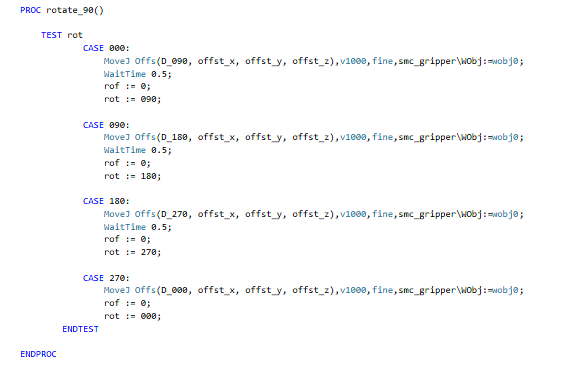 PROC rotate_90()
TEST rot
CASE 000:
MoveJ Offs(D_090, offst_x, offst_y, offst_z),v1000,fine,smc_gripper\WObj:=wobj0;
WaitTime 0.5;
rof := 0;
rot := 090;
CASE 090:
MoveJ Offs(D_180, offst_x, offst_y, offst_z),v1000,fine,smc_gripper\WObj:=wobj0;
WaitTime 0.5;
rof := 0;
rot := 180;
CASE 180:
MoveJ Offs(D_270, offst_x, offst_y, offst_z),v1000,fine,smc_gripper\WObj:=wobj0;
WaitTime 0.5;
rof := 0;
rot := 270;
CASE 270:
MoveJ Offs(D_000, offst_x, offst_y, offst_z),v1000,fine,smc_gripper\WObj:=wobj0;
rof := 0;
rot := 000;
ENDTEST
ENDPROC